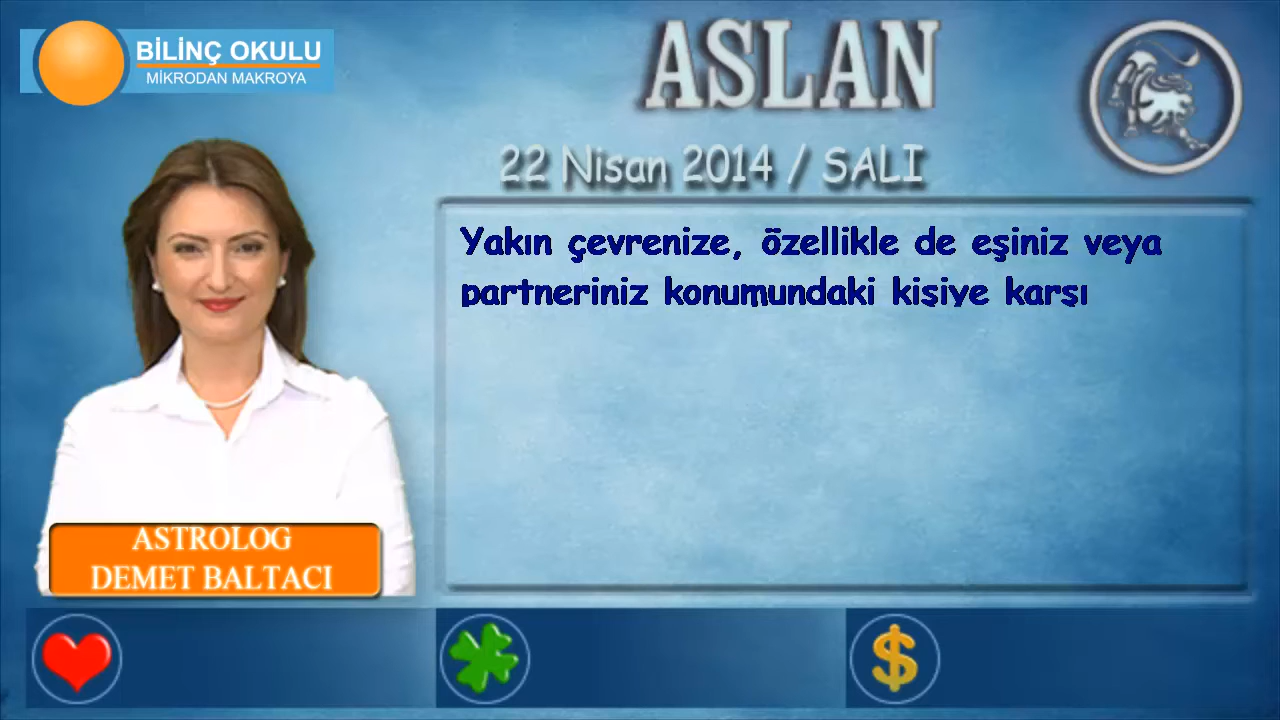 BİLİNÇ OKULU
MİKRODAN MAKROYA
ASLAN
22 Nisan 2014 / SALI
Yakın çevrenize, özellikle de eşiniz veya
partneriniz konumundaki kişiye karşı
ASTROLOG
DEMET BALTACI
$